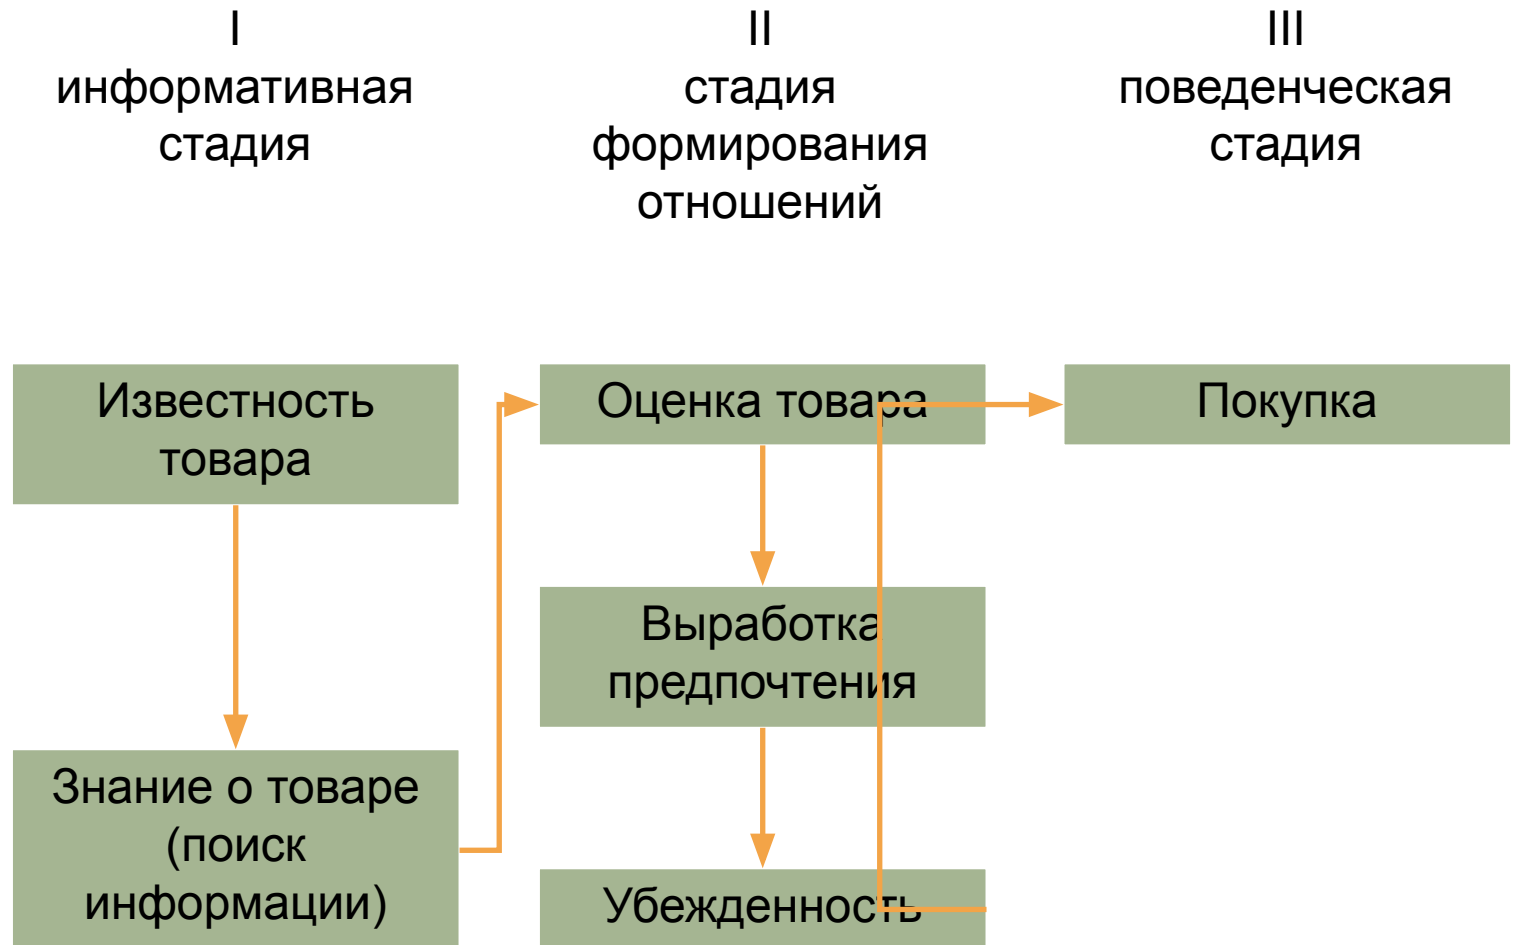 I
информативная
стадия
II
стадия
формирования
отношений
III
поведенческая
стадия
Известность
товара
Знание о товаре
(поиск
информации)
Оценка товара
Выработка
предпочтения
Убежденность
Покупка